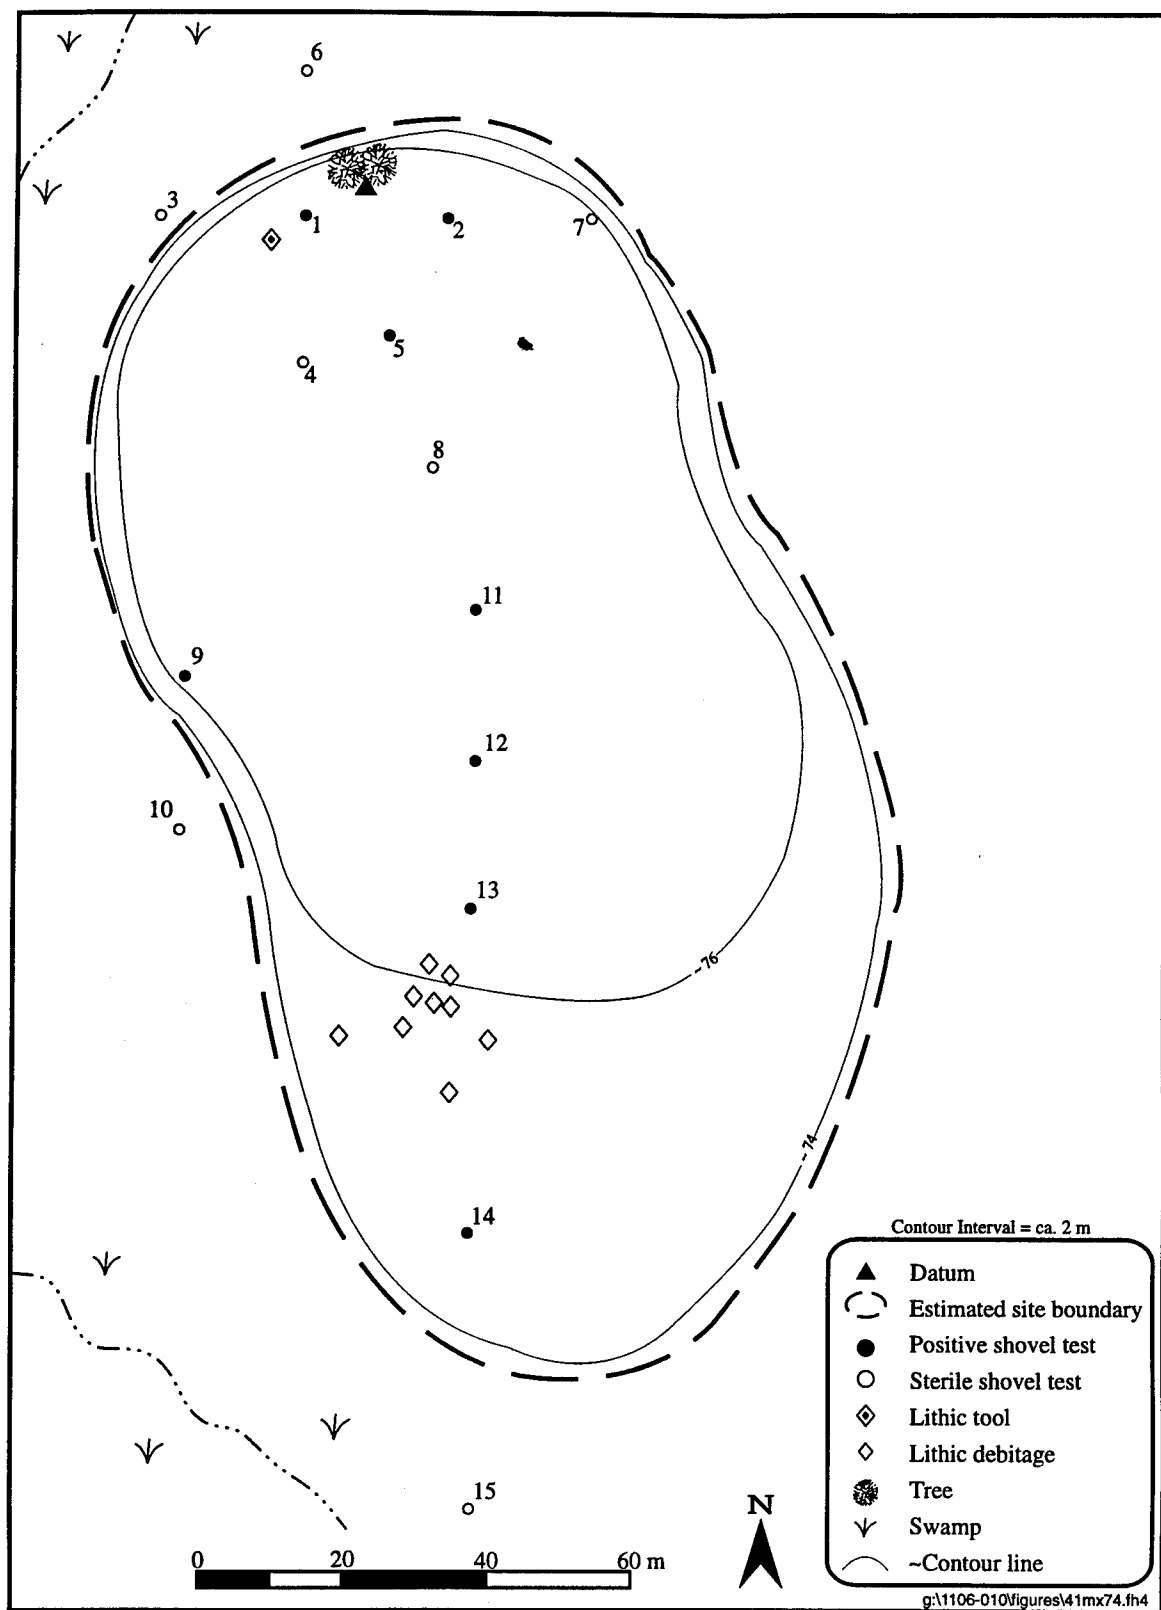 6
3
1
2
7
5
4
8
11
9
12
10
13
~76
~74
14
Contour Interval = ca. 2 m
Datum
Estimated site boundary
Positive shovel test
Sterile shovel test
Lithic tool
Lithic debitage
Tree
Swamp
~Contour line
15
N
0 20 40 60 m
g:\1106-010\figures\41mx74.fh4